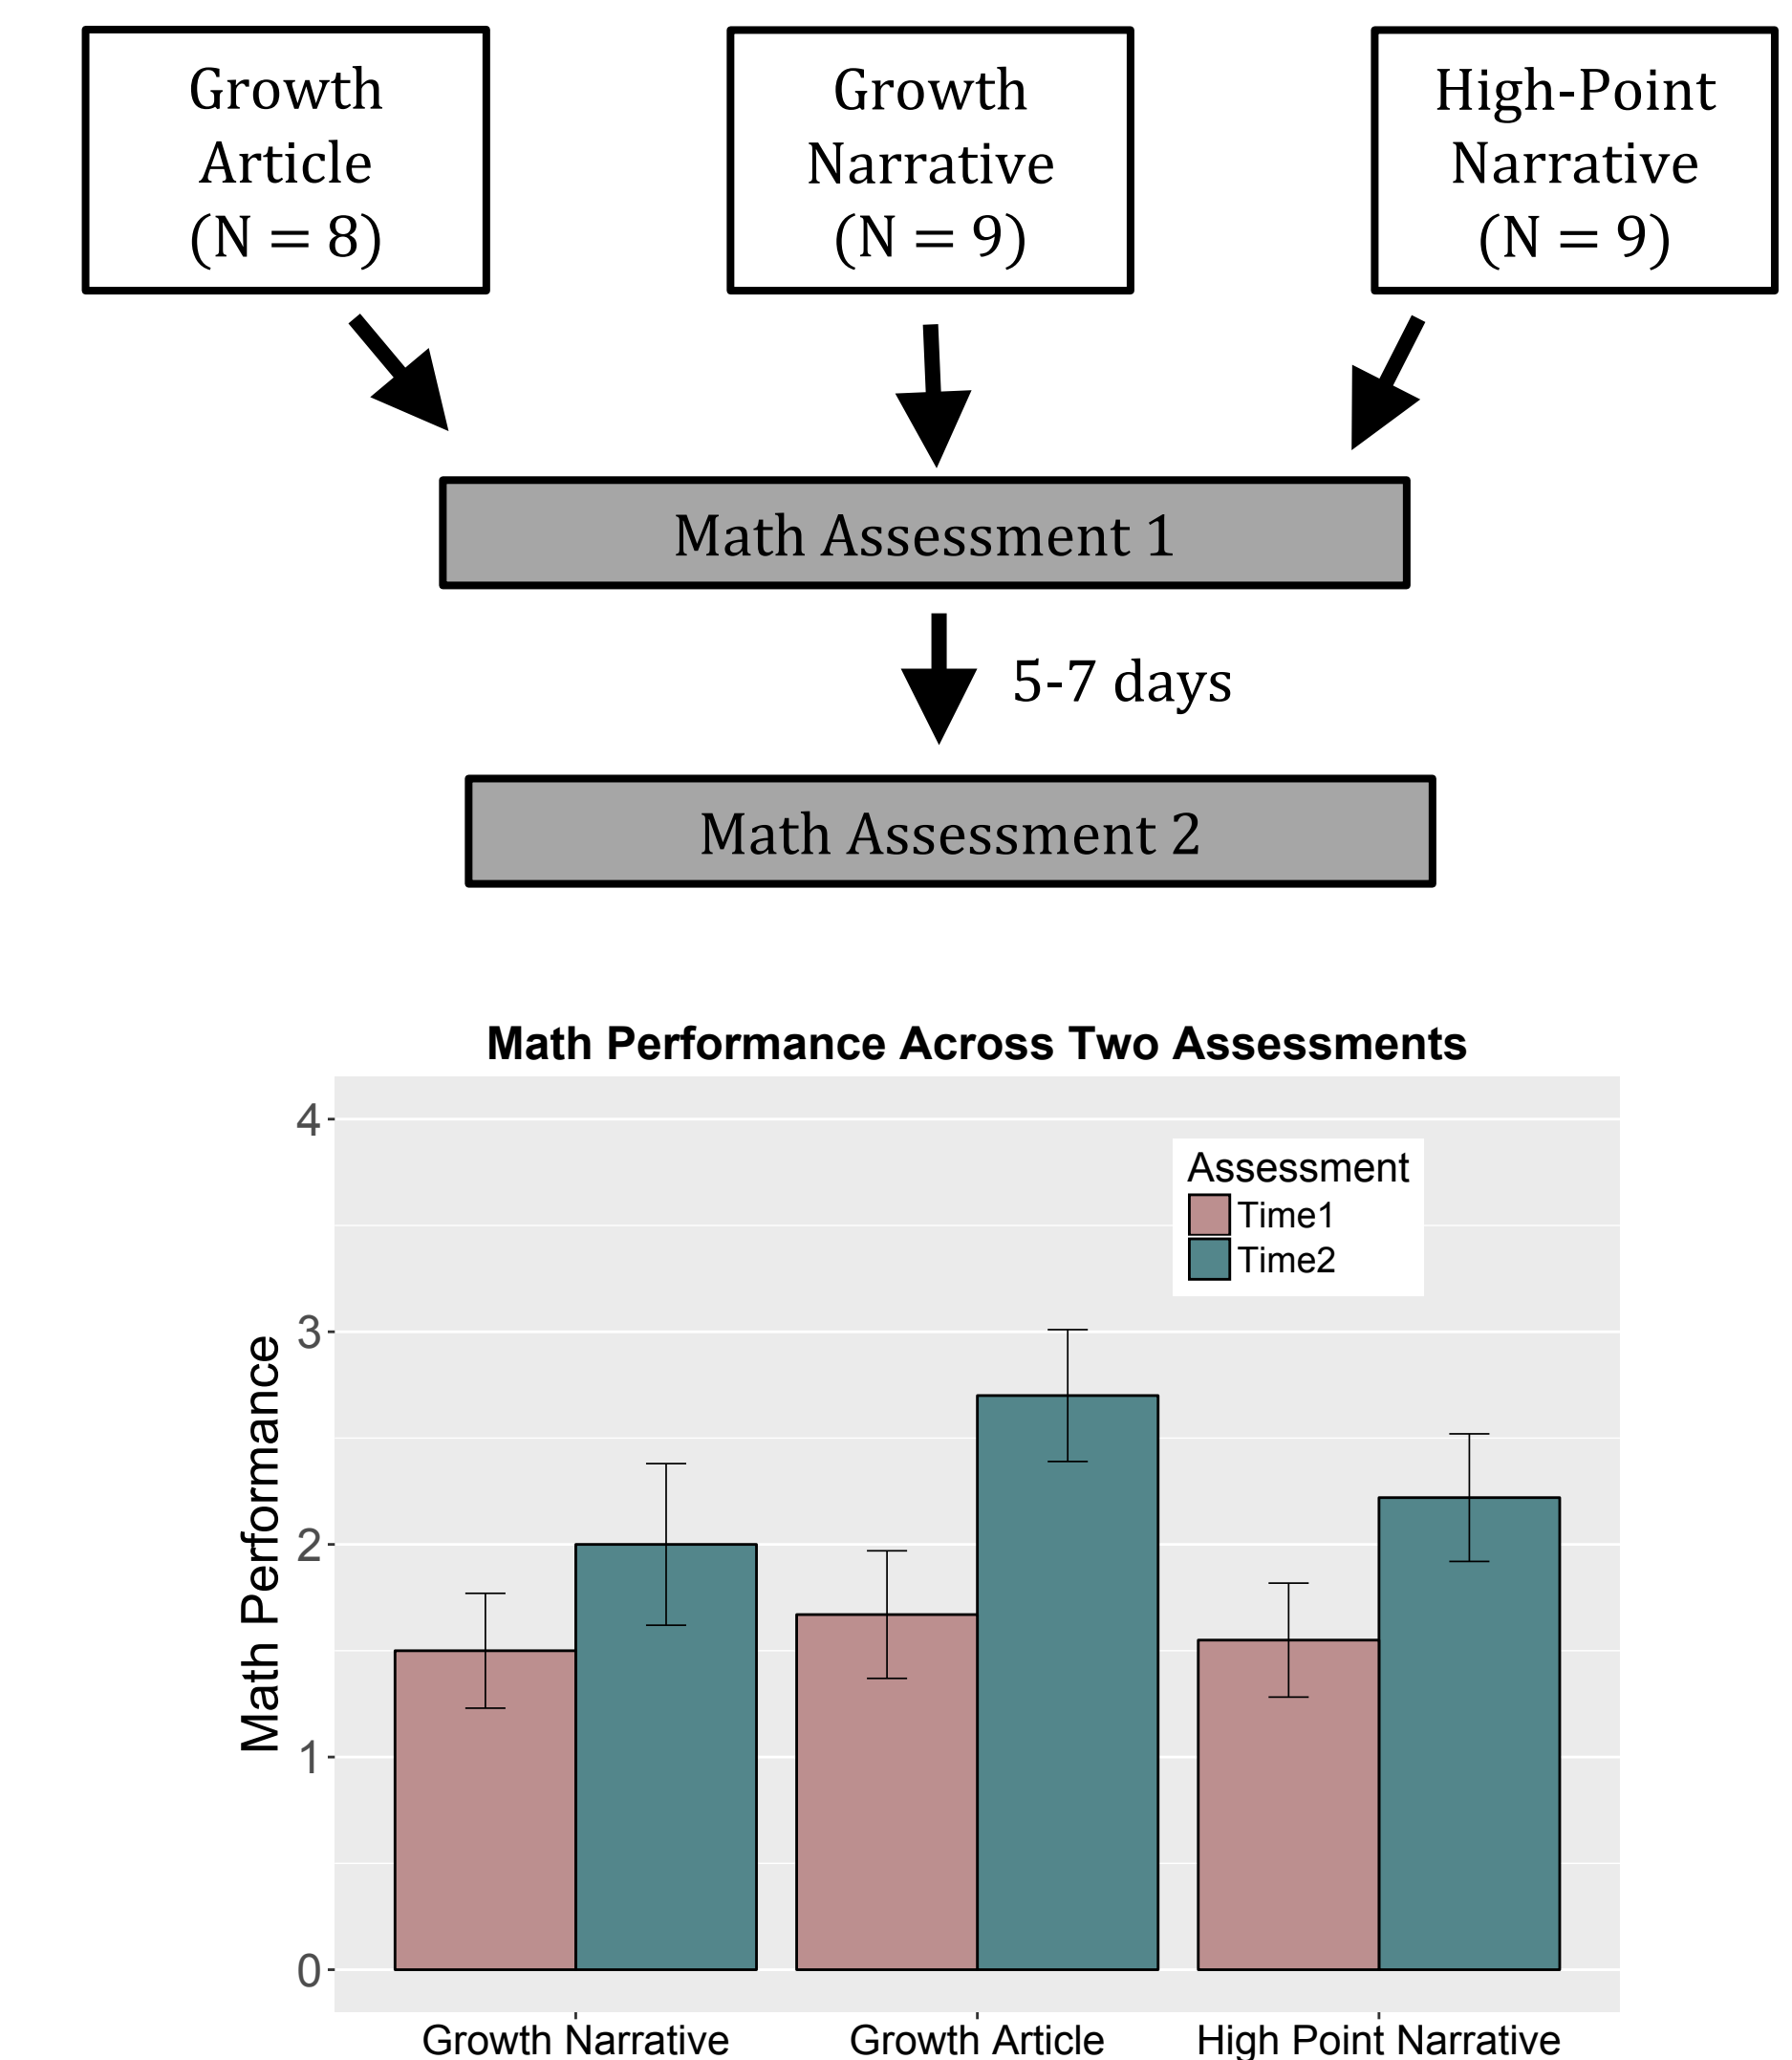 Growth
Article
(N = 8)
Growth
Narrative
(N = 9)
High-Point
Narrative
(N = 9)
Math Assessment 1
5-7 days
Math Assessment 2
Math Performance Across Two Assessments
Math Performance
4
3
2
1
0
Assessment
Time1
Time2
Growth Narrative
Growth Article
High Point Narrative